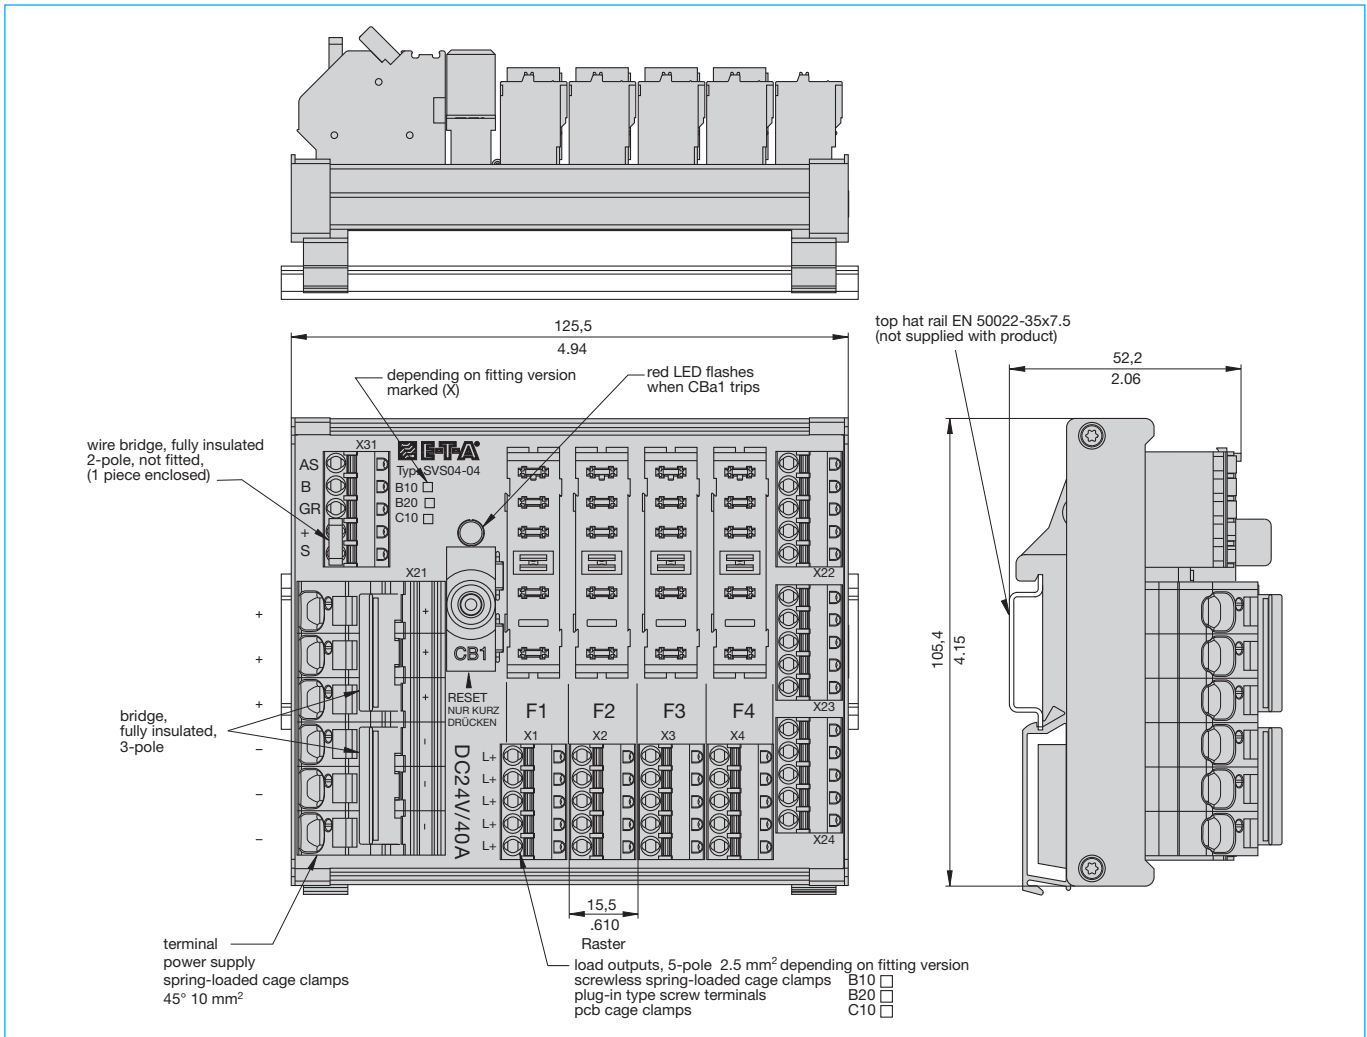 125,5
4.94
top hat rail EN 50022-35x7.5
(not supplied with product)
52,2
2.06
depending on fitting version
marked (X)
red LED flashes
when CBa1 trips
wire bridge, fully insulated
2-pole, not fitted,
(1 piece enclosed)
X31
E-T-A
Typ SVS04-04
AS
B
GR
+
S
B10
B20
C10
X21
X22
105,4
4.15
+
+
+
–
–
–
+
+
+
–
–
–
CB1
RESET
NUR KURZ
DRÜCKEN
DC24V/40A
bridge,
fully insulated,
3-pole
F1
F2
F3
F4
X23
X1
X2
X3
X4
L+
L+
L+
L+
L+
X24
15,5
.610
Raster
terminal
power supply
spring-loaded cage clamps
45° 10 mm²
load outputs, 5-pole 2.5 mm² depending on fitting version
screwless spring-loaded cage clamps B10
plug-in type screw terminals B20
pcb cage clamps C10